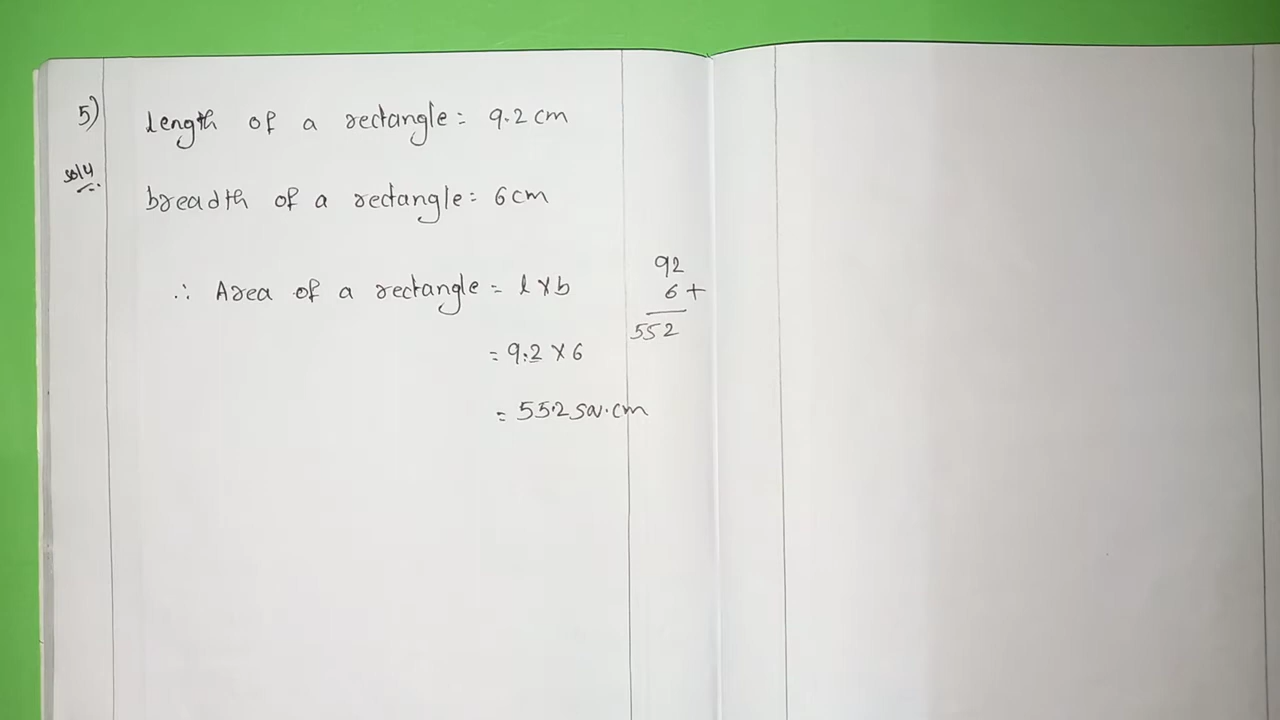 5) Length of a rectangle = 9.2 cm
soln
breadth of a rectangle = 6 cm
∴ Area of a rectangle = l × b
= 9.2 × 6
= 55.2 sq.cm
92
6 +
552